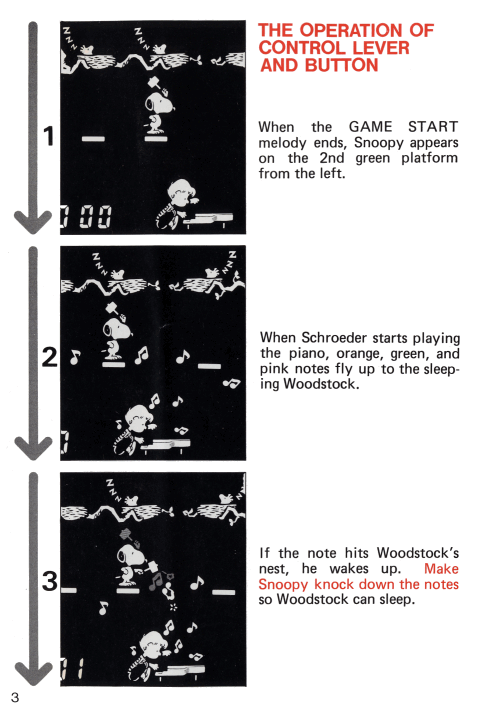 THE OPERATION OF
CONTROL LEVER
AND BUTTON
Z Z Z
Z Z Z
1
When the GAME START
melody ends, Snoopy appears
on the 2nd green platform
from the left.
00
Z Z Z
Z Z Z
2
When Schroeder starts playing
the piano, orange, green, and
pink notes fly up to the sleep-
ing Woodstock.
Z Z Z
Z Z Z
3
If the note hits Woodstock's
nest, he wakes up. Make
Snoopy knock down the notes
so Woodstock can sleep.
3